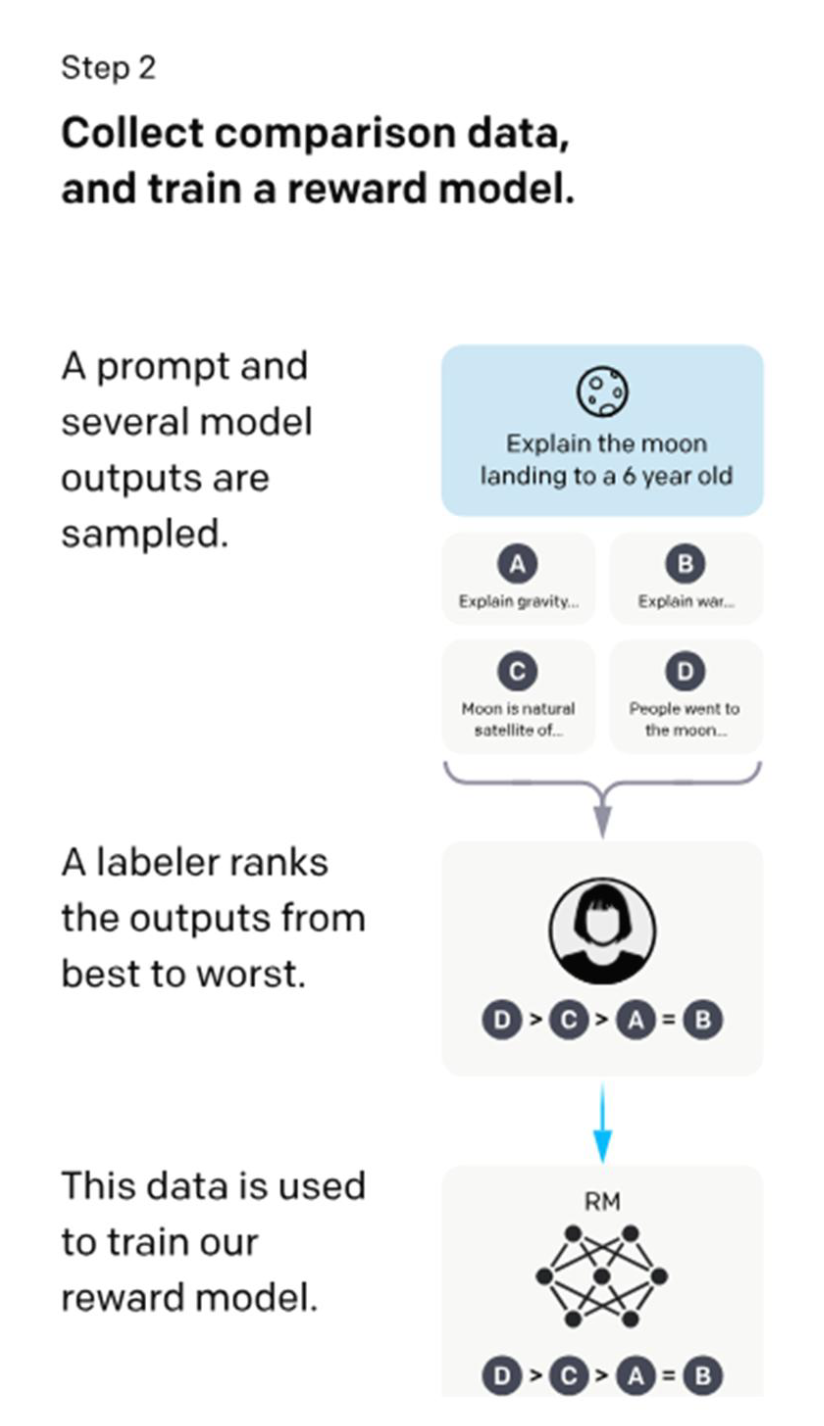 Step 2
Collect comparison data,
and train a reward model.
A prompt and
several model
outputs are
sampled.
Explain the moon
landing to a 6 year old
A
Explain gravity...
B
Explain war...
C
Moon is natural
satellite of...
D
People went to
the moon...
A labeler ranks
the outputs from
best to worst.
D > C > A = B
This data is used
to train our
reward model.
RM
D > C > A = B